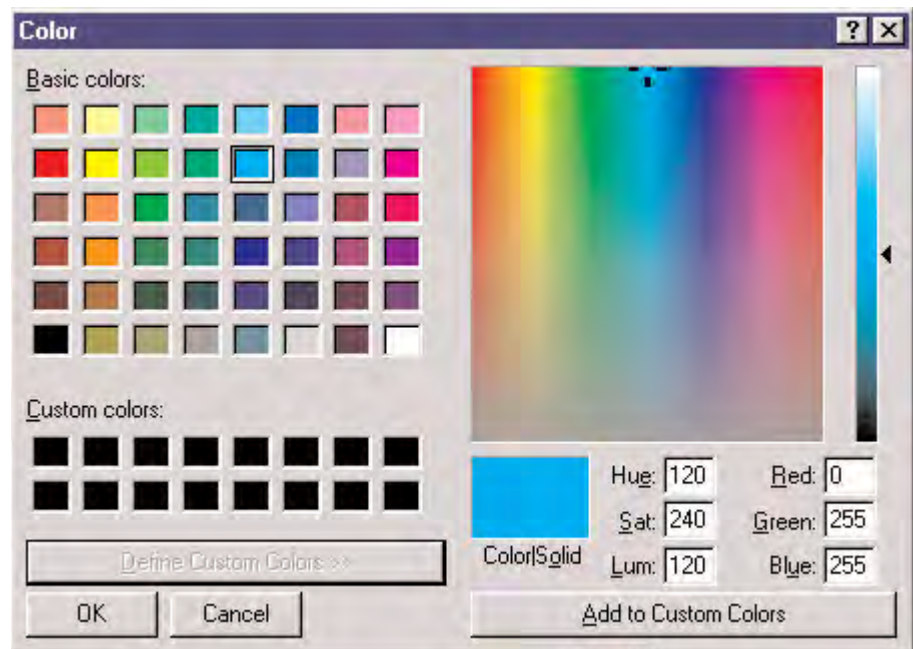 Color
Basic colors:
Custom colors:
Define Custom Colors >>
OK Cancel
Color|Solid
Hue: 120 Red: 0
Sat: 240 Green: 255
Lum: 120 Blue: 255
Add to Custom Colors